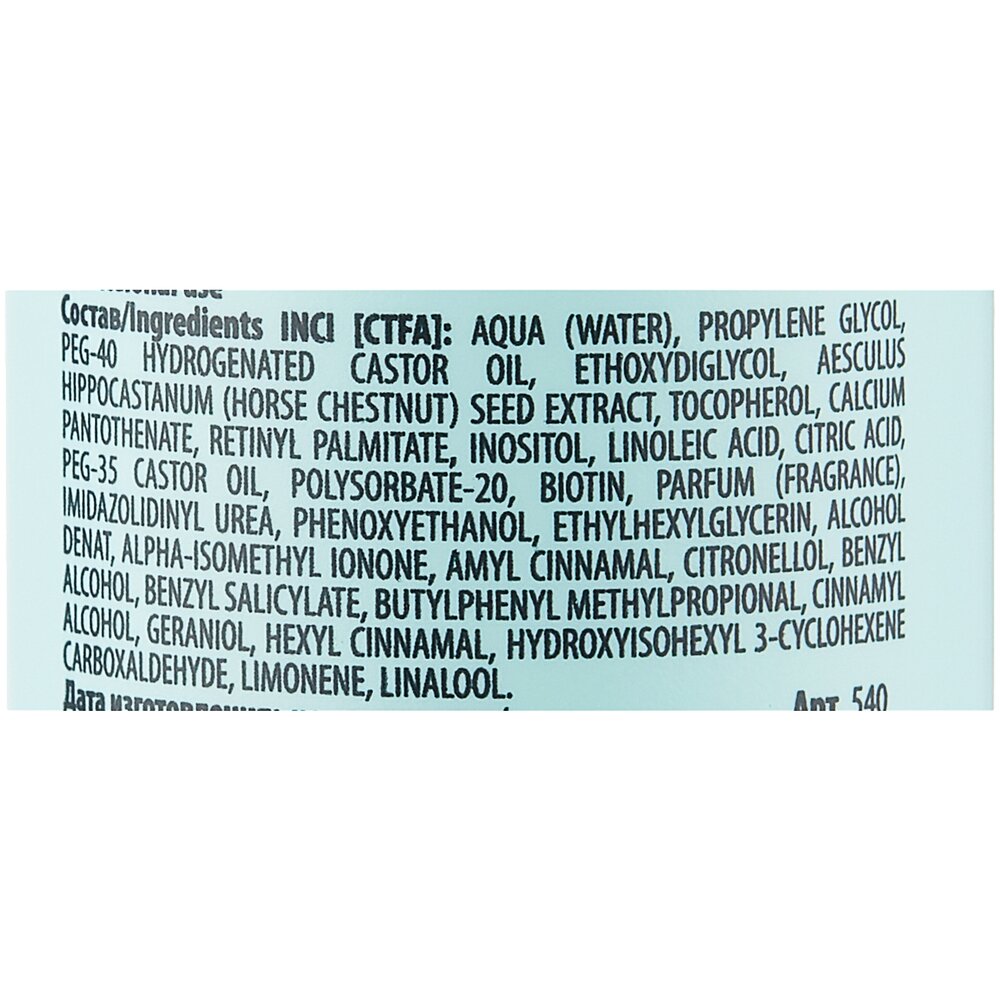 use
Состав/Ingredients INCI [CTFA]: AQUA (WATER), PROPYLENE GLYCOL,
PEG-40 HYDROGENATED CASTOR OIL, ETHOXYDIGLYCOL, AESCULUS
HIPPOCASTANUM (HORSE CHESTNUT) SEED EXTRACT, TOCOPHEROL, CALCIUM
PANTOTHENATE, RETINYL PALMITATE, INOSITOL, LINOLEIC ACID, CITRIC ACID,
PEG-35 CASTOR OIL, POLYSORBATE-20, BIOTIN, PARFUM (FRAGRANCE),
IMIDAZOLIDINYL UREA, PHENOXYETHANOL, ETHYLHEXYLGLYCERIN, ALCOHOL
DENAT, ALPHA-ISOMETHYL IONONE, AMYL CINNAMAL, CITRONELLOL, BENZYL
ALCOHOL, BENZYL SALICYLATE, BUTYLPHENYL METHYLPROPIONAL, CINNAMYL
ALCOHOL, GERANIOL, HEXYL CINNAMAL, HYDROXYISOHEXYL 3-CYCLOHEXENE
CARBOXALDEHYDE, LIMONENE, LINALOOL.
Дата Арт. 540